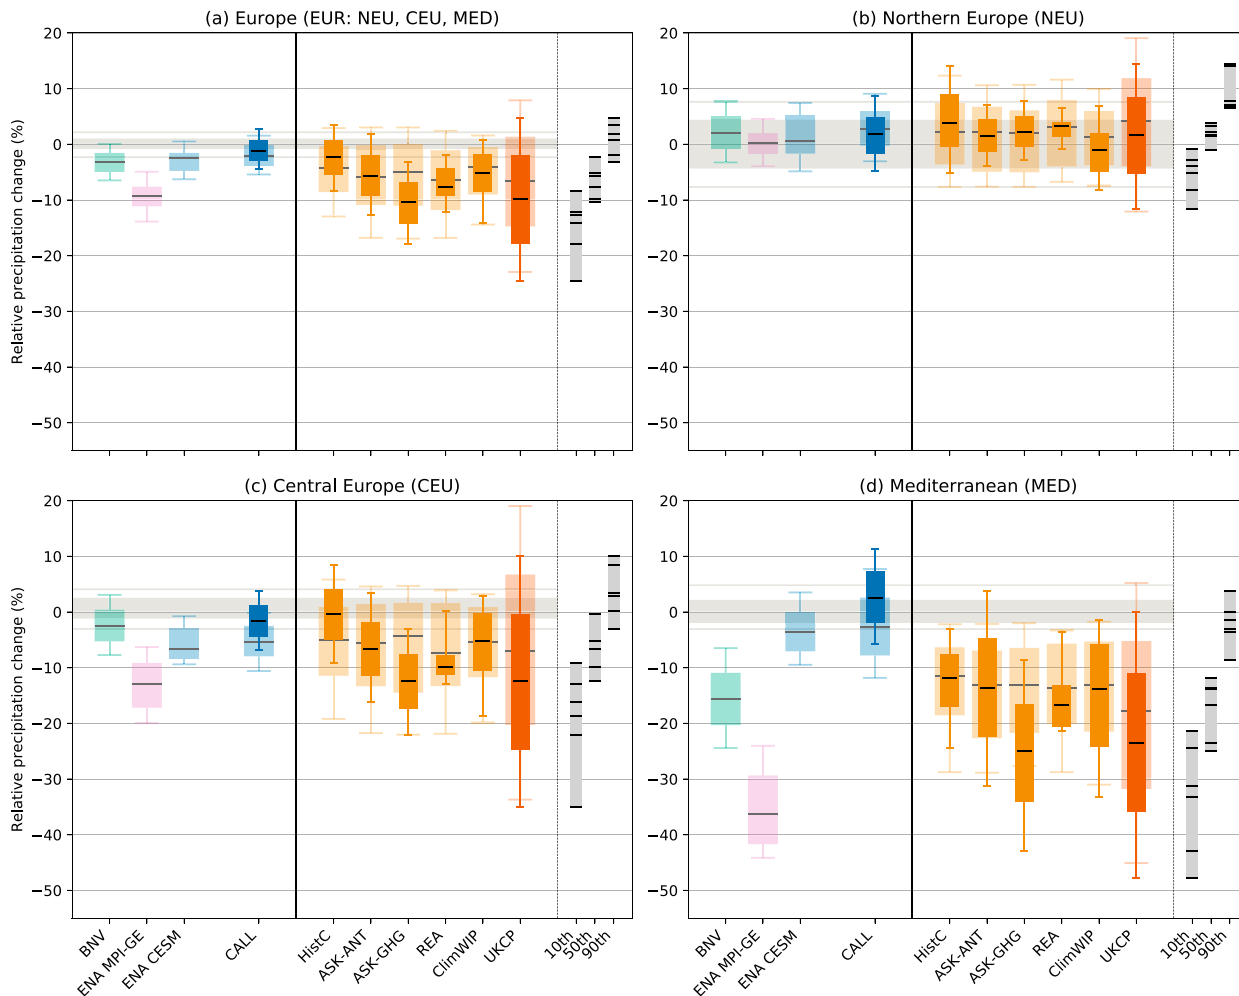 (a) Europe (EUR: NEU, CEU, MED)
(b) Northern Europe (NEU)
Relative precipitation change (%)
20
10
0
−10
−20
−30
−40
−50
20
10
0
−10
−20
−30
−40
−50
(c) Central Europe (CEU)
(d) Mediterranean (MED)
Relative precipitation change (%)
20
10
0
−10
−20
−30
−40
−50
20
10
0
−10
−20
−30
−40
−50
BNV
ENA MPI-GE
ENA CESM
CALL
HistC
ASK-ANT
ASK-GHG
REA
ClimWIP
UKCP
10th
50th
90th
BNV
ENA MPI-GE
ENA CESM
CALL
HistC
ASK-ANT
ASK-GHG
REA
ClimWIP
UKCP
10th
50th
90th